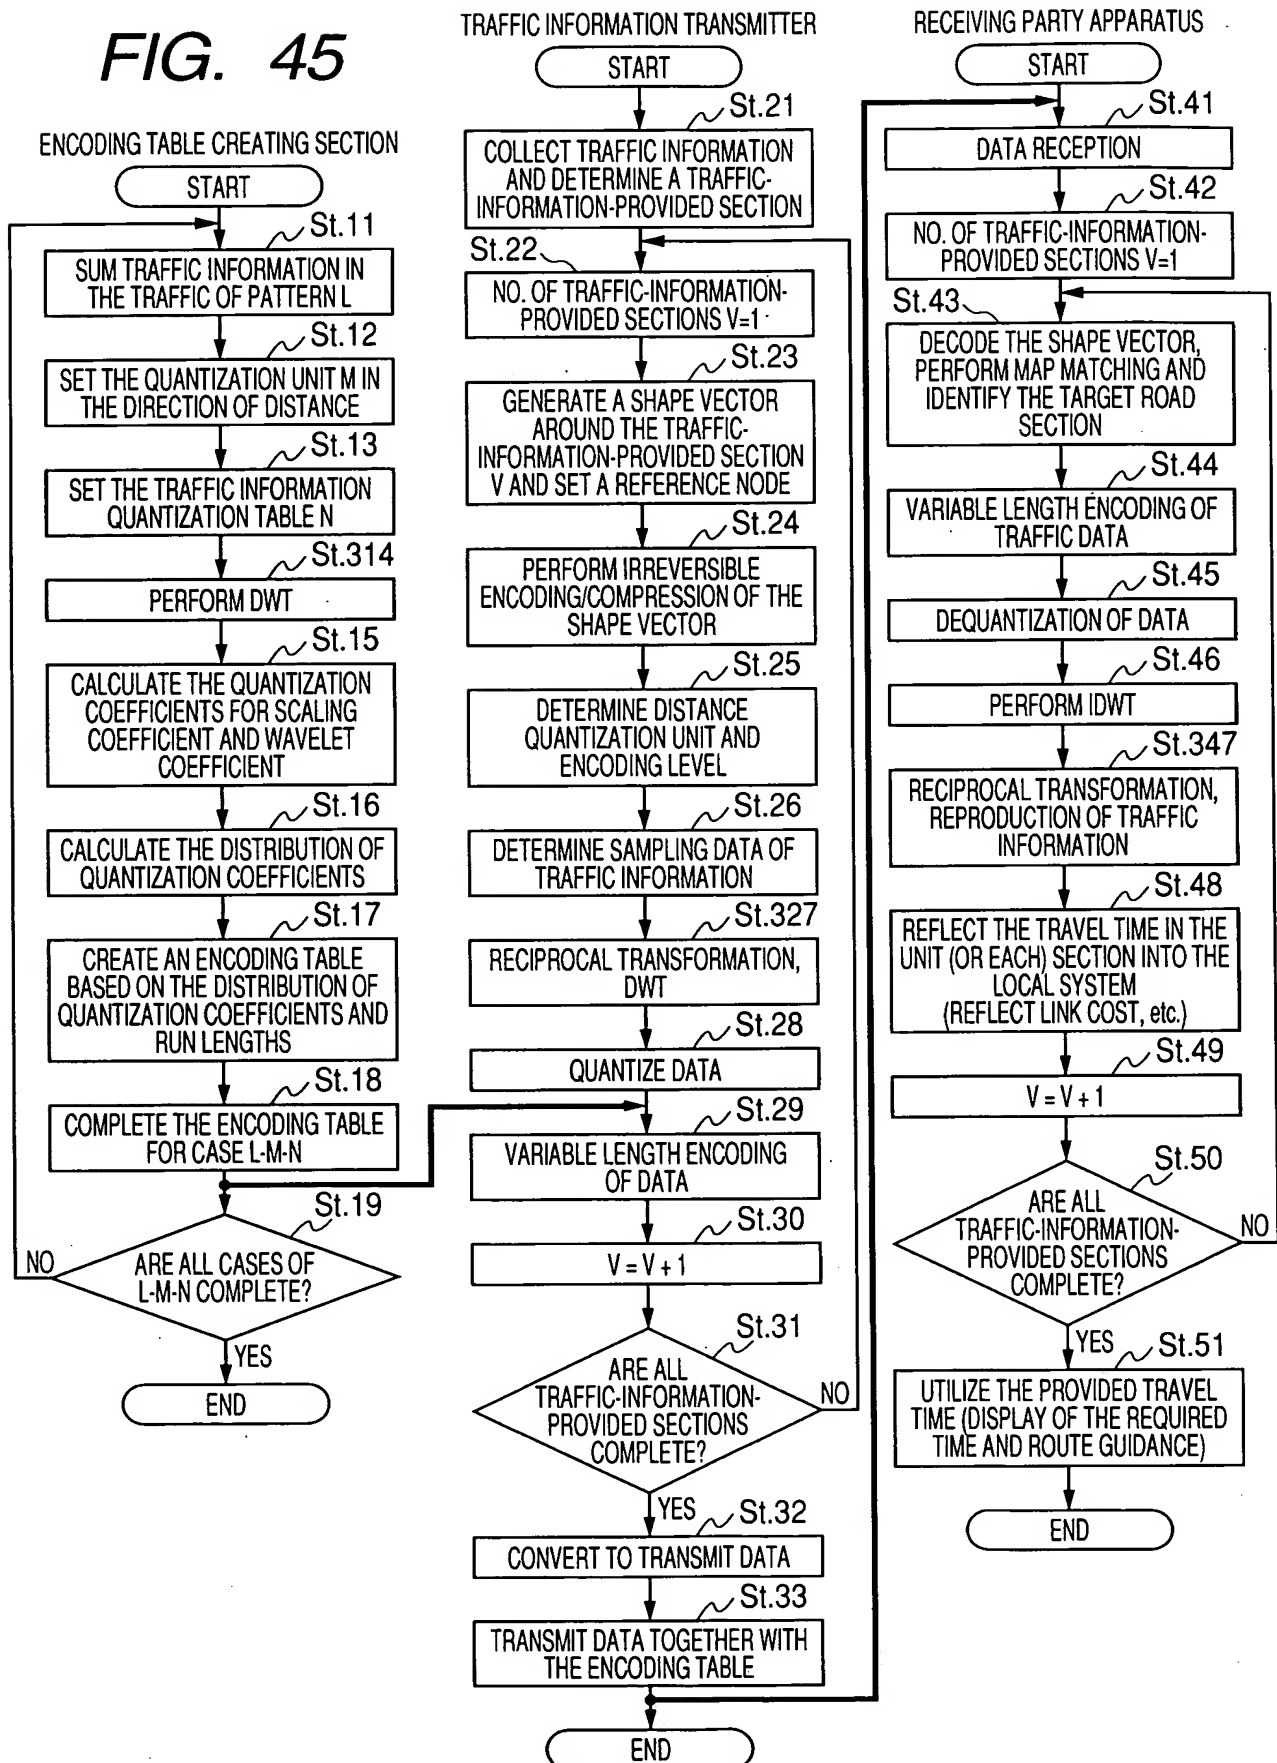 FIG. 45
ENCODING TABLE CREATING SECTION
START
St.11
SUM TRAFFIC INFORMATION IN
THE TRAFFIC OF PATTERN L
St.12
SET THE QUANTIZATION UNIT M IN
THE DIRECTION OF DISTANCE
St.13
SET THE TRAFFIC INFORMATION
QUANTIZATION TABLE N
St.314
PERFORM DWT
St.15
CALCULATE THE QUANTIZATION
COEFFICIENTS FOR SCALING
COEFFICIENT AND WAVELET
COEFFICIENT
St.16
CALCULATE THE DISTRIBUTION OF
QUANTIZATION COEFFICIENTS
St.17
CREATE AN ENCODING TABLE
BASED ON THE DISTRIBUTION OF
QUANTIZATION COEFFICIENTS AND
RUN LENGTHS
St.18
COMPLETE THE ENCODING TABLE
FOR CASE L-M-N
St.19
ARE ALL CASES OF
L-M-N COMPLETE?
NO
YES
END
TRAFFIC INFORMATION TRANSMITTER
START
St.21
COLLECT TRAFFIC INFORMATION
AND DETERMINE A TRAFFIC-
INFORMATION-PROVIDED SECTION
St.22
NO. OF TRAFFIC-INFORMATION-
PROVIDED SECTIONS V=1
St.23
GENERATE A SHAPE VECTOR
AROUND THE TRAFFIC-
INFORMATION-PROVIDED SECTION
V AND SET A REFERENCE NODE
St.24
PERFORM IRREVERSIBLE
ENCODING/COMPRESSION OF THE
SHAPE VECTOR
St.25
DETERMINE DISTANCE
QUANTIZATION UNIT AND
ENCODING LEVEL
St.26
DETERMINE SAMPLING DATA OF
TRAFFIC INFORMATION
St.327
RECIPROCAL TRANSFORMATION,
DWT
St.28
QUANTIZE DATA
St.29
VARIABLE LENGTH ENCODING
OF DATA
St.30
V = V + 1
St.31
ARE ALL
TRAFFIC-INFORMATION-
PROVIDED SECTIONS
COMPLETE?
NO
YES
St.32
CONVERT TO TRANSMIT DATA
St.33
TRANSMIT DATA TOGETHER WITH
THE ENCODING TABLE
END
RECEIVING PARTY APPARATUS
START
St.41
DATA RECEPTION
St.42
NO. OF TRAFFIC-INFORMATION-
PROVIDED SECTIONS V=1
St.43
DECODE THE SHAPE VECTOR,
PERFORM MAP MATCHING AND
IDENTIFY THE TARGET ROAD
SECTION
St.44
VARIABLE LENGTH ENCODING OF
TRAFFIC DATA
St.45
DEQUANTIZATION OF DATA
St.46
PERFORM IDWT
St.347
RECIPROCAL TRANSFORMATION,
REPRODUCTION OF TRAFFIC
INFORMATION
St.48
REFLECT THE TRAVEL TIME IN THE
UNIT (OR EACH) SECTION INTO THE
LOCAL SYSTEM
(REFLECT LINK COST, etc.)
St.49
V = V + 1
St.50
ARE ALL
TRAFFIC-INFORMATION-
PROVIDED SECTIONS
COMPLETE?
NO
YES
St.51
UTILIZE THE PROVIDED TRAVEL
TIME (DISPLAY OF THE REQUIRED
TIME AND ROUTE GUIDANCE)
END